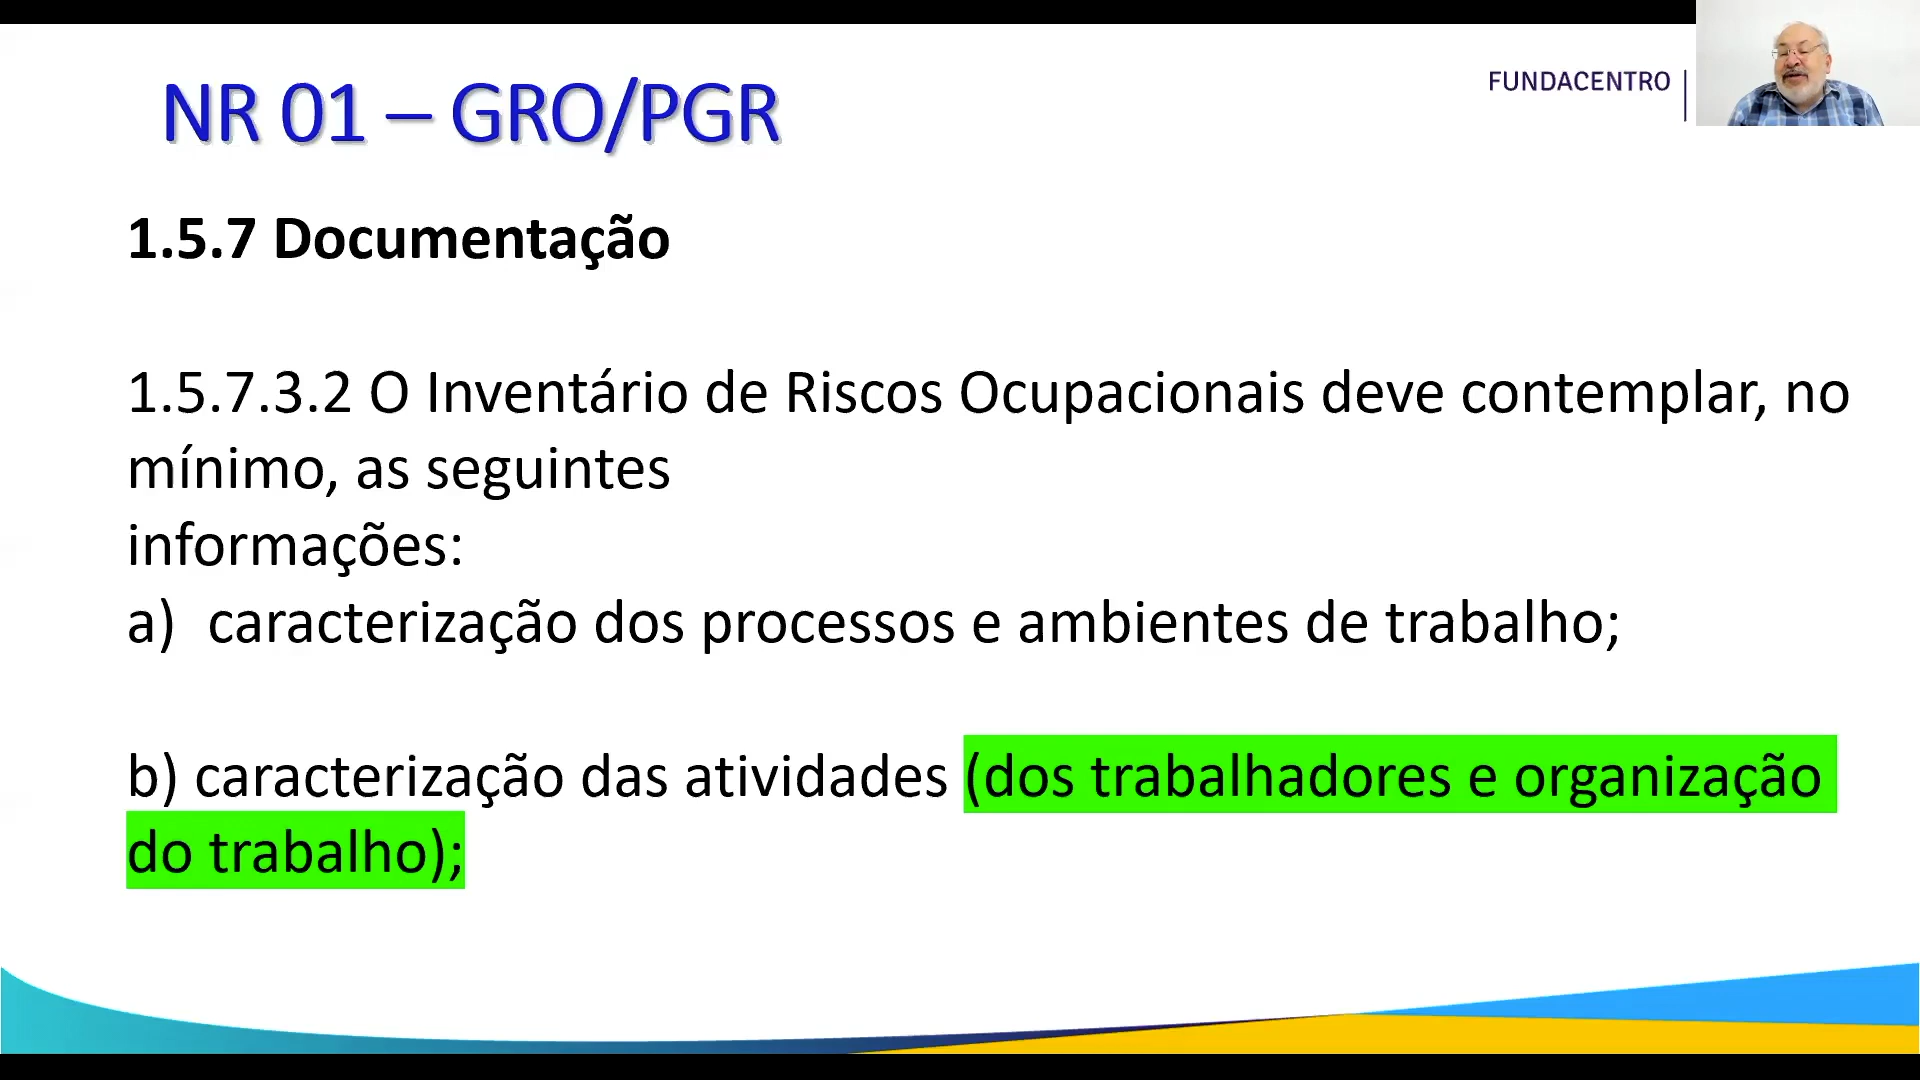 NR 01 – GRO/PGR
FUNDACENTRO
1.5.7 Documentação
1.5.7.3.2 O Inventário de Riscos Ocupacionais deve contemplar, no
mínimo, as seguintes
informações:
a) caracterização dos processos e ambientes de trabalho;
b) caracterização das atividades (dos trabalhadores e organização
do trabalho);